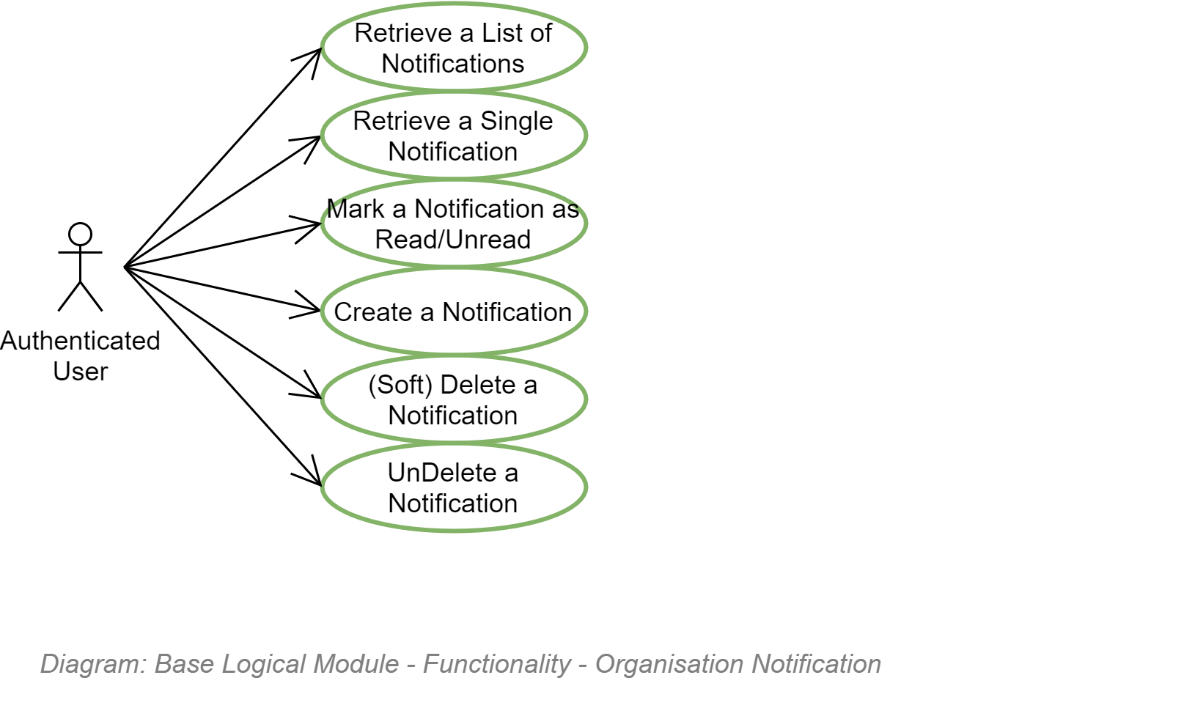 Retrieve a List of
Notifications
Retrieve a Single
Notification
Mark a Notification as
Read/Unread
Create a Notification
(Soft) Delete a
Notification
UnDelete a
Notification
Authenticated
User
Diagram: Base Logical Module - Functionality - Organisation Notification